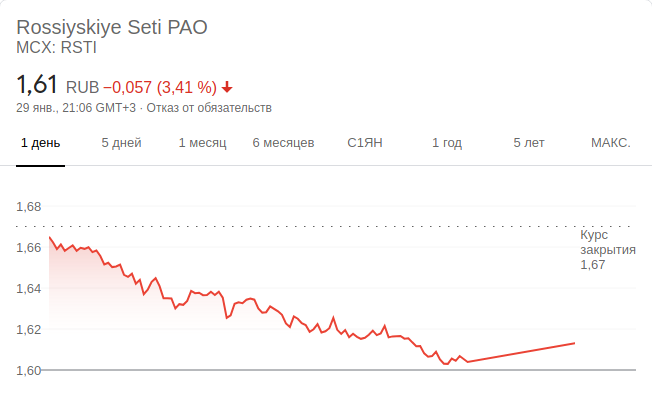 Rossiyskiye Seti PAO
MCX: RSTI
1,61 RUB −0,057 (3,41 %)
29 янв., 21:06 GMT+3 · Отказ от обязательств
1 день 5 дней 1 месяц 6 месяцев С1ЯН 1 год 5 лет МАКС.
1,68
Курс
закрытия
1,67
1,66
1,64
1,62
1,60